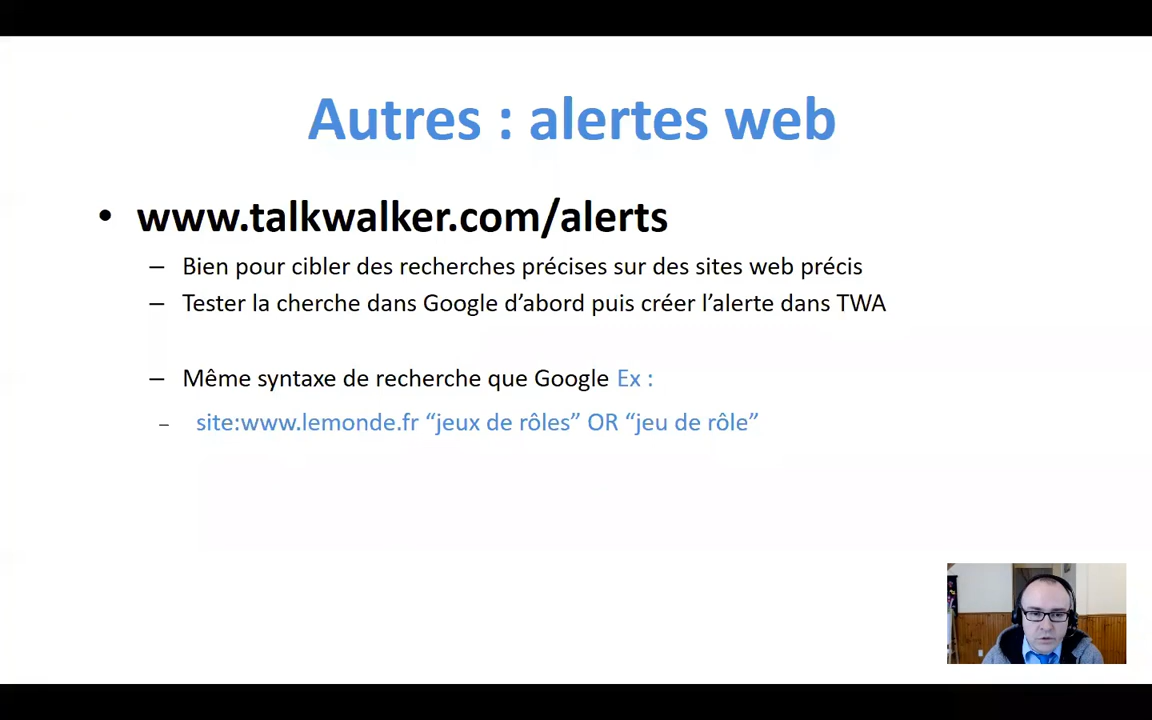 Autres : alertes web
• www.talkwalker.com/alerts
– Bien pour cibler des recherches précises sur des sites web précis
– Tester la cherche dans Google d’abord puis créer l’alerte dans TWA
– Même syntaxe de recherche que Google Ex :
– site:www.lemonde.fr “jeux de rôles” OR “jeu de rôle”